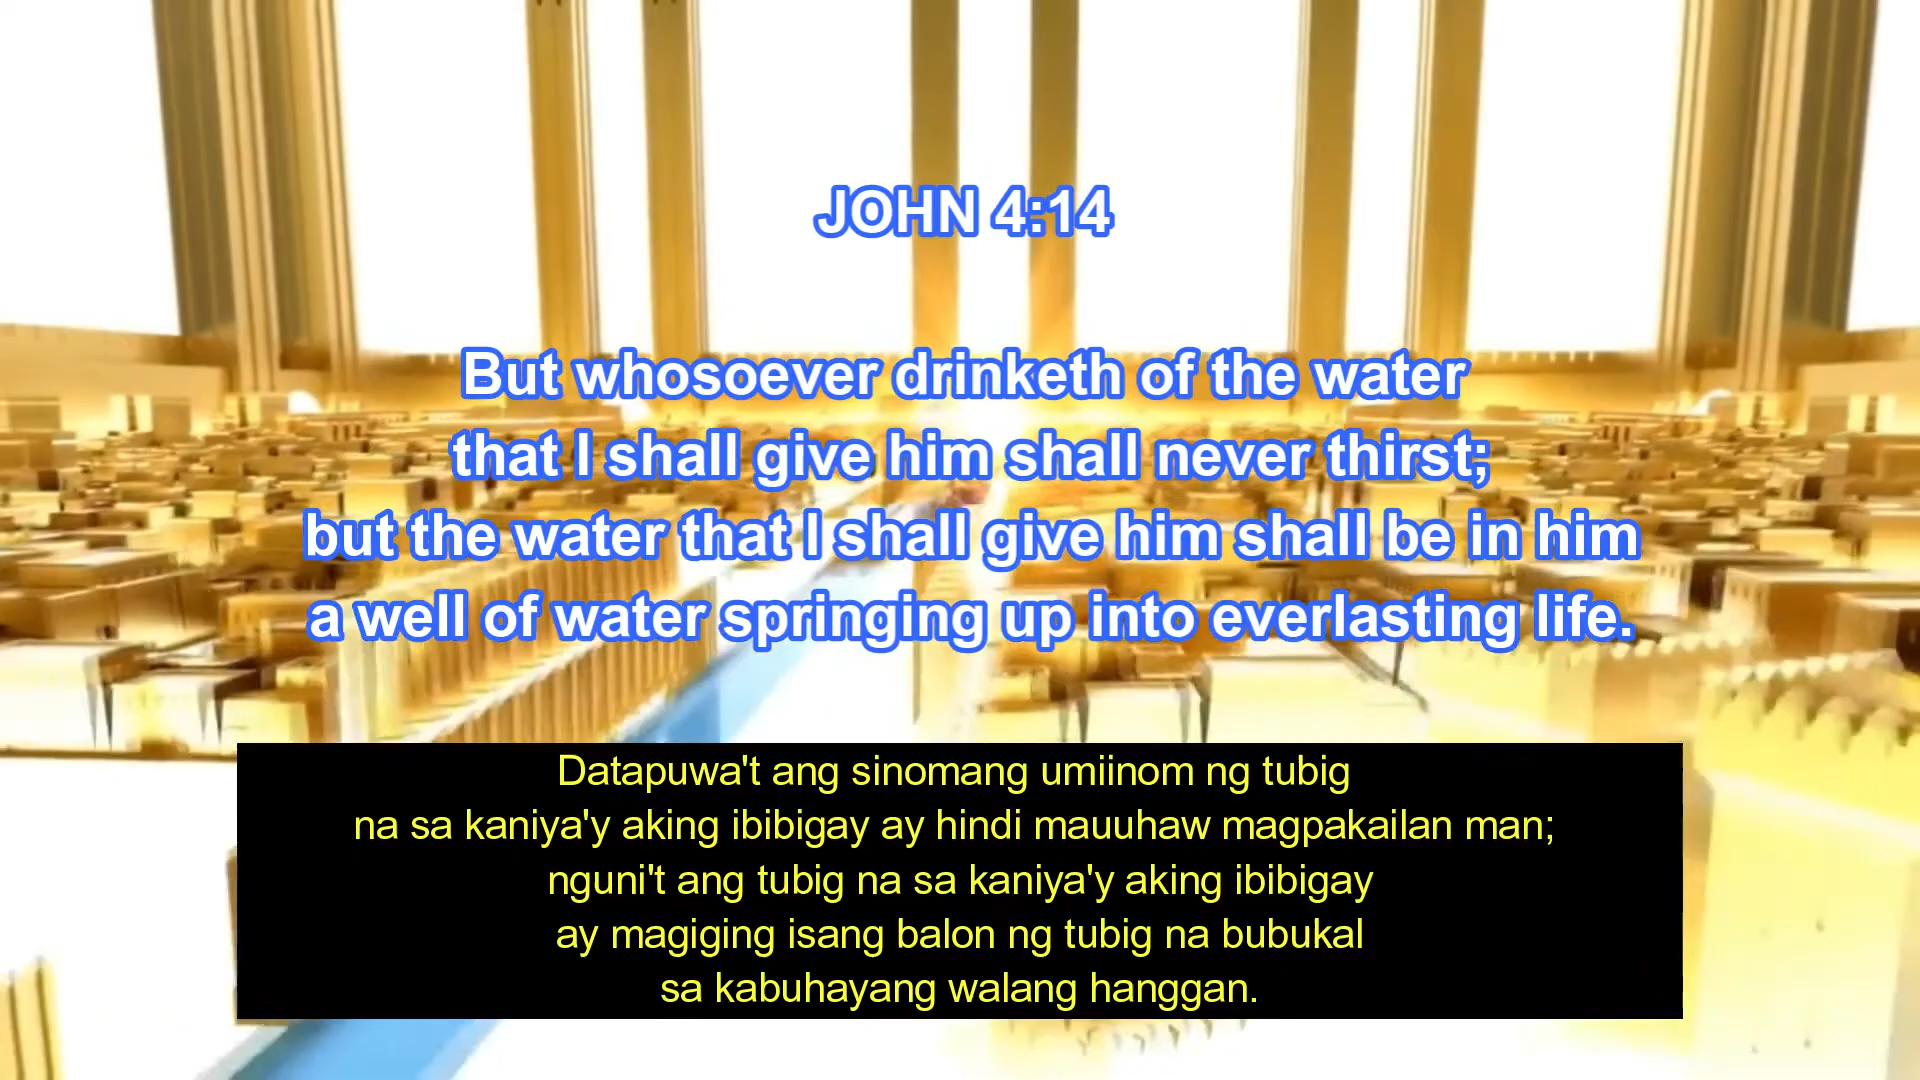 JOHN 4:14
But whosoever drinketh of the water
that I shall give him shall never thirst;
but the water that I shall give him shall be in him
a well of water springing up into everlasting life.
Datapuwa't ang sinomang umiinom ng tubig
na sa kaniya'y aking ibibigay ay hindi mauuhaw magpakailan man;
nguni't ang tubig na sa kaniya'y aking ibibigay
ay magiging isang balon ng tubig na bubukal
sa kabuhayang walang hanggan.